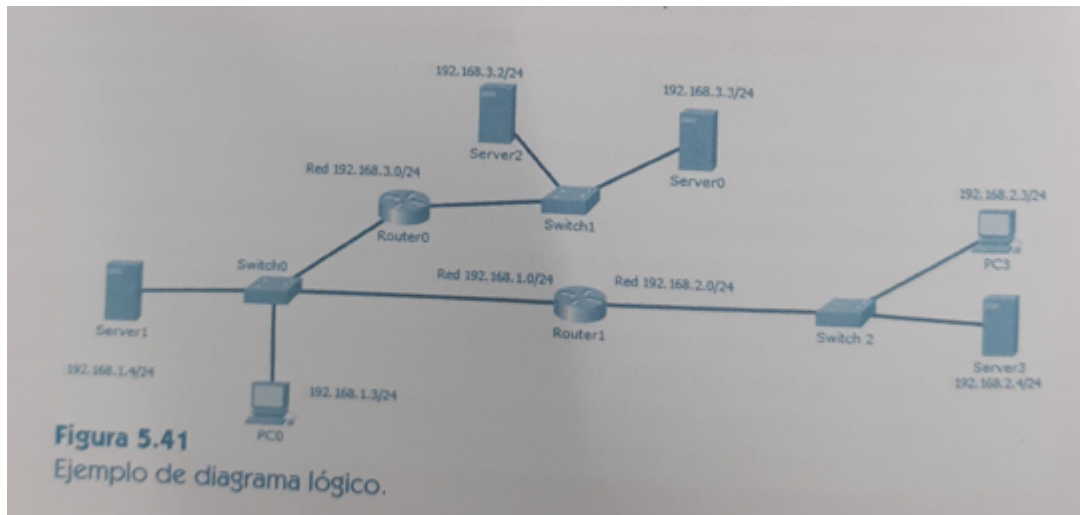 192.168.3.2/24
192.168.3.3/24
Server2
Server0
Red 192.168.3.0/24
192.168.2.3/24
Router0
Switch1
PC3
Switch0
Red 192.168.1.0/24
Red 192.168.2.0/24
Server1
Router1
Switch 2
Server3
192.168.1.4/24
192.168.1.3/24
192.168.2.4/24
PC0
Figura 5.41
Ejemplo de diagrama lógico.